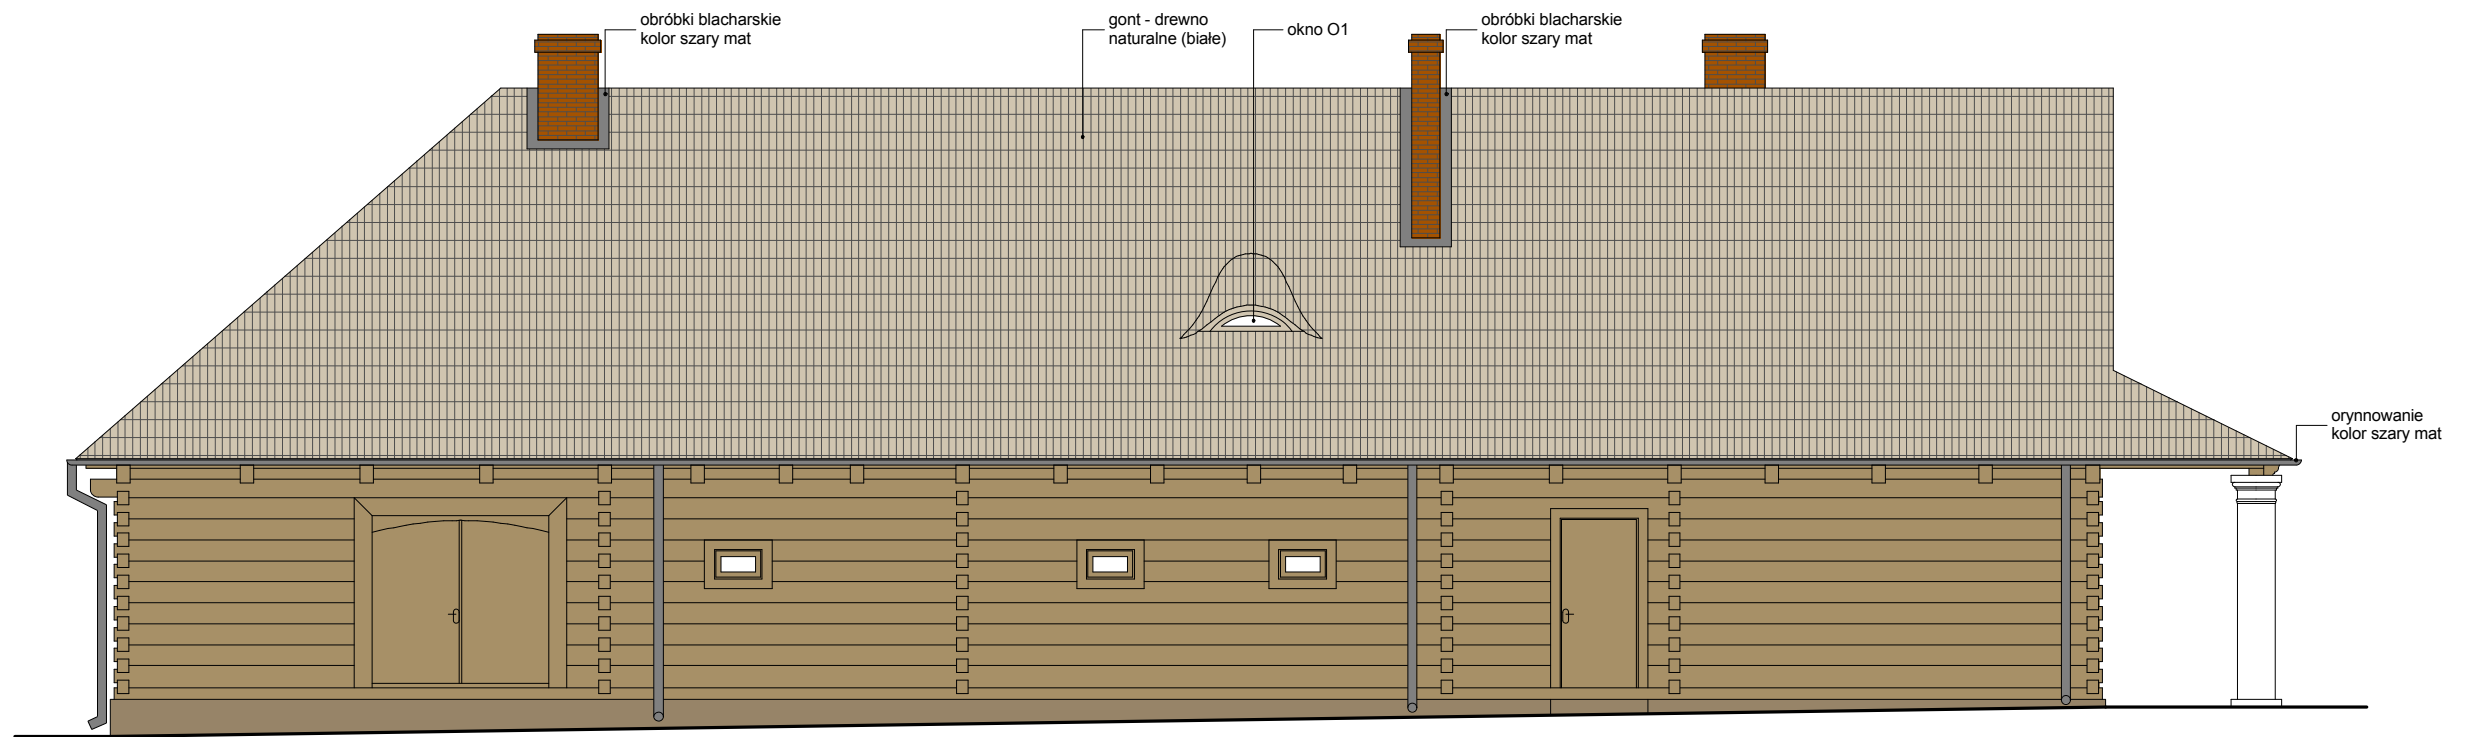 obróbki blacharskie
kolor szary mat
gont - drewno
naturalne (białe)
okno O1
obróbki blacharskie
kolor szary mat
orynnowanie
kolor szary mat